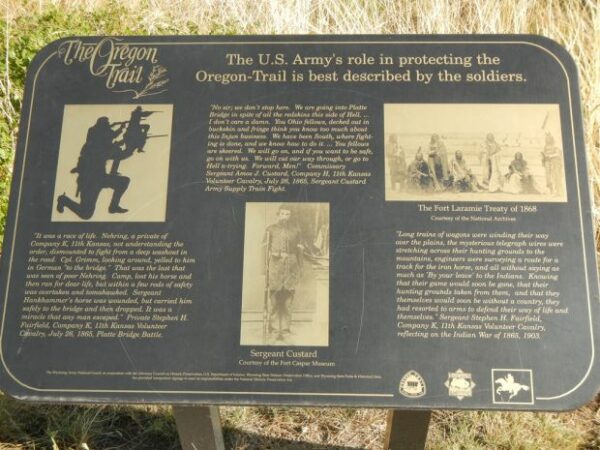 The Oregon
Trail
The U.S. Army's role in protecting the
Oregon-Trail is best described by the soldiers.
"No sir; we don't stop here. We are going into Platte
Bridge in spite of all the redskins this side of Hell, ...
I don't care a damn. You Ohio fellows, decked out in
buckskin and fringe think you know too much about
this Injun business. We have been South, where fight-
ing is done, and we know how to do it. ... You fellows
are skeered. We will go on, and if you want to be safe,
go on with us. We will cut our way through, or go to
Hell a-trying. Forward, Men!" Commissary
Sergeant Amos J. Custard, Company H, 11th Kansas
Volunteer Cavalry, July 26, 1865, Sergeant Custard
Army Supply Train Fight.
The Fort Laramie Treaty of 1868
Courtesy of the National Archives
"It was a race of life. Nehring, a private of
Company K, 11th Kansas, not understanding the
order, dismounted to fight from a deep washout in
the road. Cpl. Grimm, looking around, yelled to him
in German "to the bridge." That was the last that
was seen of poor Nehring. Camp, lost his horse and
then ran for dear life, but within a few rods of safety
was overtaken and tomahawked. Sergeant
Hankhammer's horse was wounded, but carried him
safely to the bridge and then dropped. It was a
miracle that any man escaped." Private Stephen H.
Fairfield, Company K, 11th Kansas Volunteer
Cavalry, July 26, 1865, Platte Bridge Battle.
Sergeant Custard
Courtesy of the Fort Caspar Museum
"Long trains of wagons were winding their way
over the plains, the mysterious telegraph wires were
stretching across their hunting grounds to the
mountains, engineers were surveying a route for a
track for the iron horse, and all without saying as
much as 'By your leave' to the Indians. Knowing
that their game would soon be gone, that their
hunting grounds taken from them, and that they
themselves would soon be without a country, they
had resorted to arms to defend their way of life and
themselves." Sergeant Stephen H. Fairfield,
Company K, 11th Kansas Volunteer Cavalry,
reflecting on the Indian War of 1865, 1903.